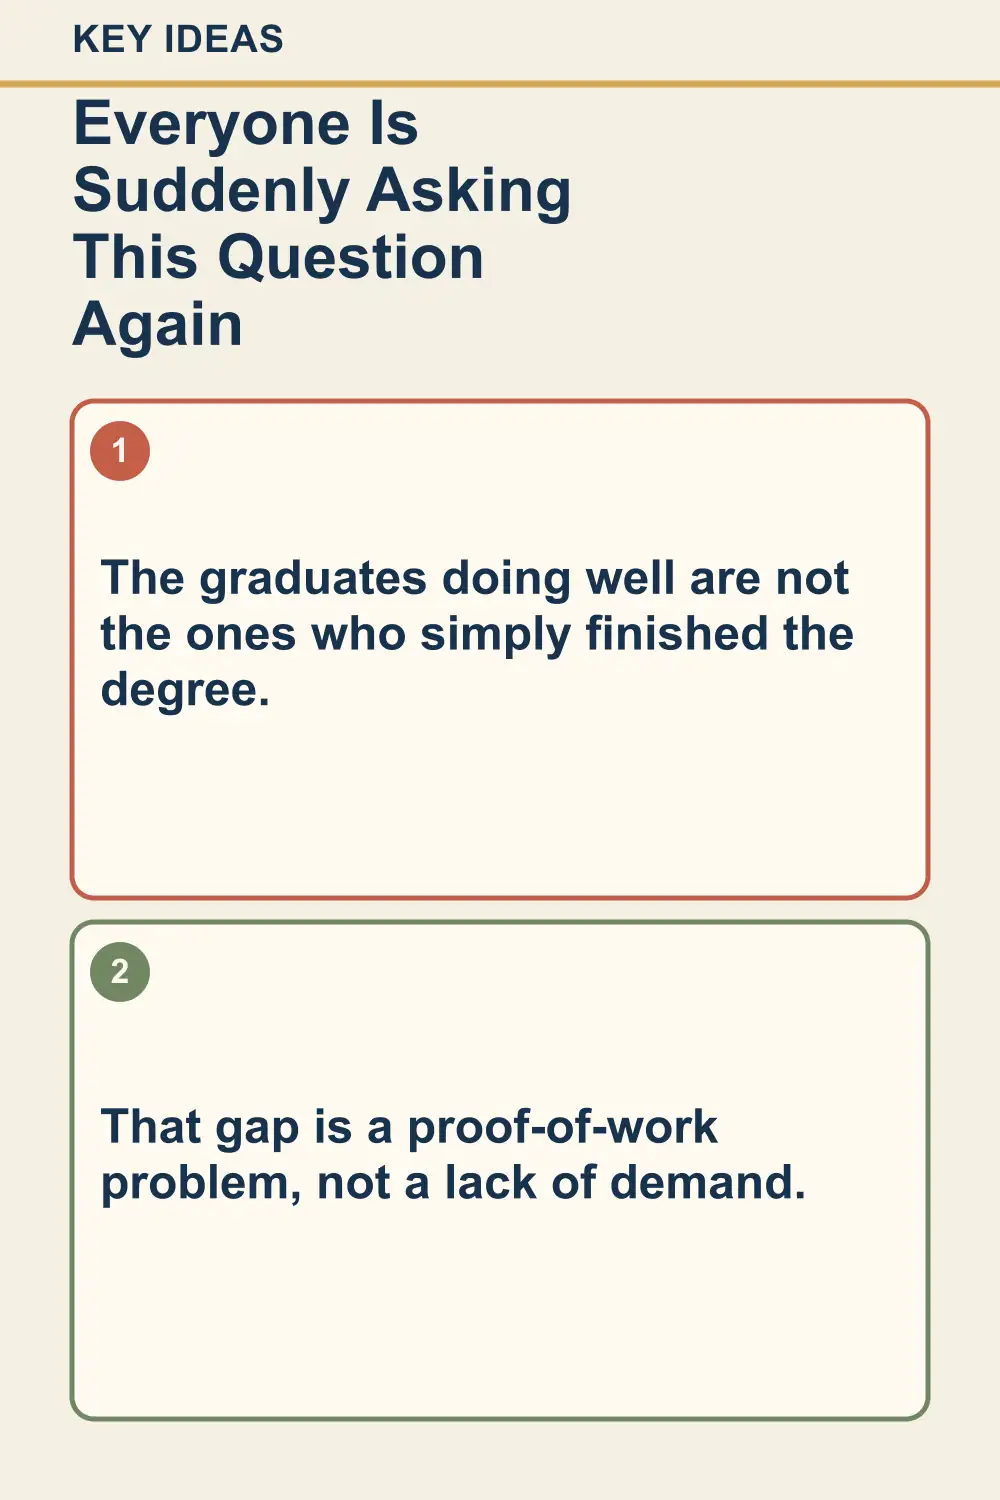 KEY IDEAS
Everyone Is
Suddenly Asking
This Question
Again
1
The graduates doing well are not
the ones who simply finished the
degree.
2
That gap is a proof-of-work
problem, not a lack of demand.